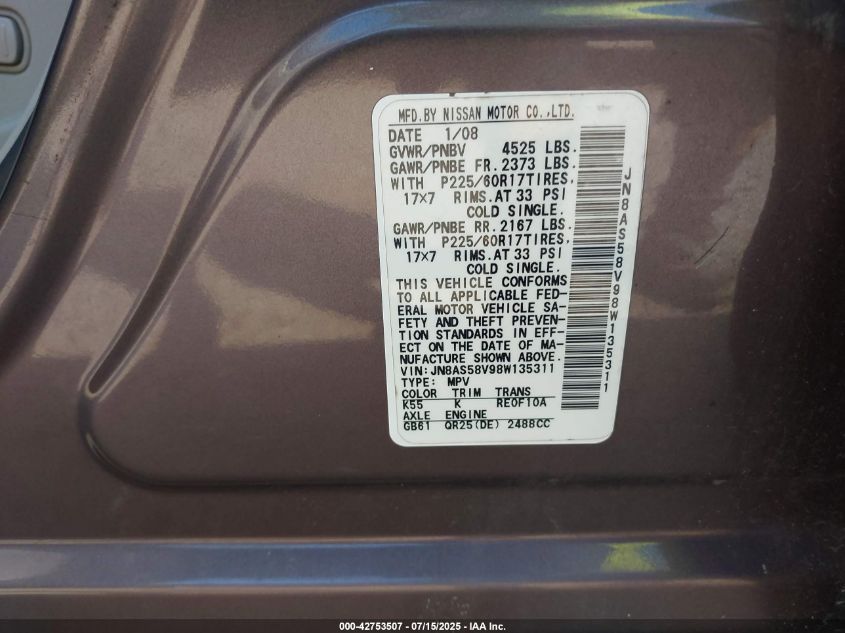 MFD.BY NISSAN MOTOR CO.,LTD.
DATE 1/08
GVWR/PNBV 4525 LBS.
GAWR/PNBE FR. 2373 LBS.
WITH P225/60R17TIRES,
17×7 RIMS.AT 33 PSI
COLD SINGLE.
GAWR/PNBE RR. 2167 LBS.
WITH P225/60R17TIRES,
17×7 RIMS.AT 33 PSI
COLD SINGLE.
THIS VEHICLE CONFORMS
TO ALL APPLICABLE FED-
ERAL MOTOR VEHICLE SA-
FETY AND THEFT PREVEN-
TION STANDARDS IN EFF-
ECT ON THE DATE OF MA-
NUFACTURE SHOWN ABOVE.
VIN:JN8AS58V98W135311
TYPE: MPV
COLOR TRIM TRANS
K55 K RE0F10A
AXLE ENGINE
GB61 QR25(DE) 2488CC
JN8AS58V98W135311
000-42753507 - 07/15/2025 - IAA Inc.